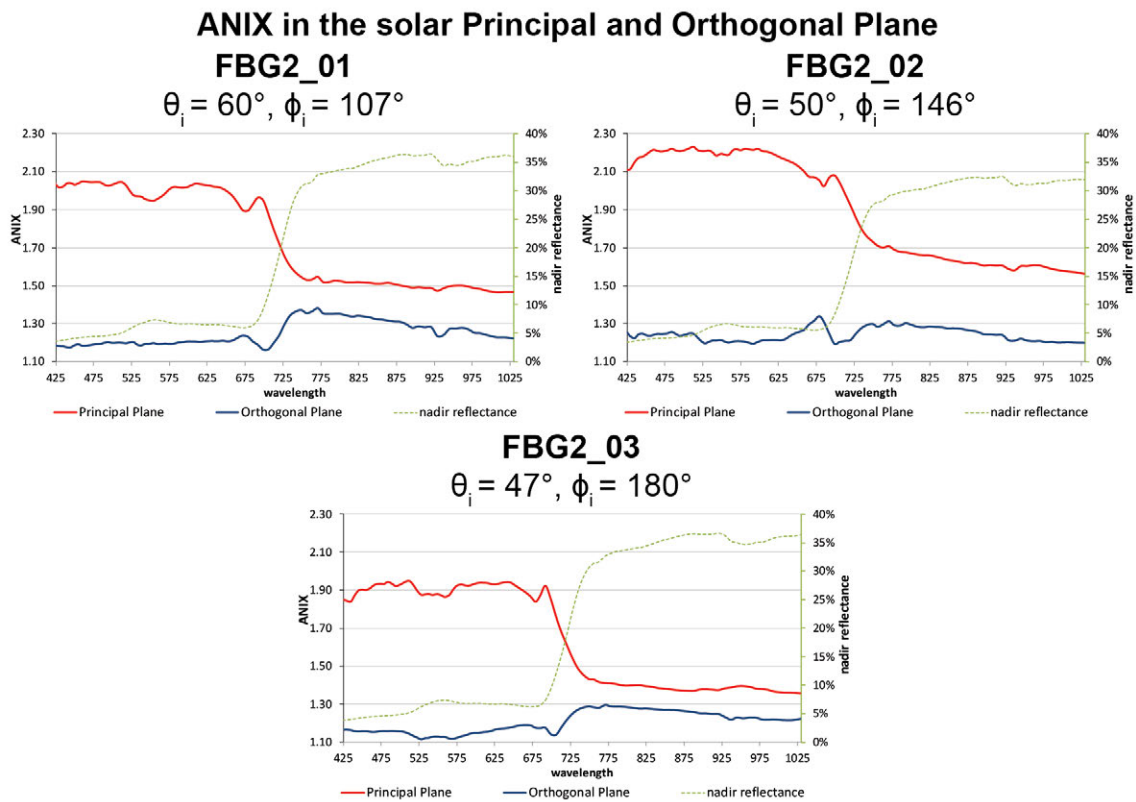 ANIX in the solar Principal and Orthogonal Plane
FBG2_01
θi = 60°, ϕi = 107°
2.30
2.10
1.90
1.70
1.50
1.30
1.10
ANIX
40%
35%
30%
25%
20%
15%
10%
5%
0%
nadir reflectance
425 475 525 575 625 675 725 775 825 875 925 975 1025
wavelength
Principal Plane Orthogonal Plane nadir reflectance
FBG2_02
θi = 50°, ϕi = 146°
2.30
2.10
1.90
1.70
1.50
1.30
1.10
ANIX
40%
35%
30%
25%
20%
15%
10%
5%
0%
nadir reflectance
425 475 525 575 625 675 725 775 825 875 925 975 1025
wavelength
Principal Plane Orthogonal Plane nadir reflectance
FBG2_03
θi = 47°, ϕi = 180°
2.30
2.10
1.90
1.70
1.50
1.30
1.10
ANIX
40%
35%
30%
25%
20%
15%
10%
5%
0%
nadir reflectance
425 475 525 575 625 675 725 775 825 875 925 975 1025
wavelength
Principal Plane Orthogonal Plane nadir reflectance